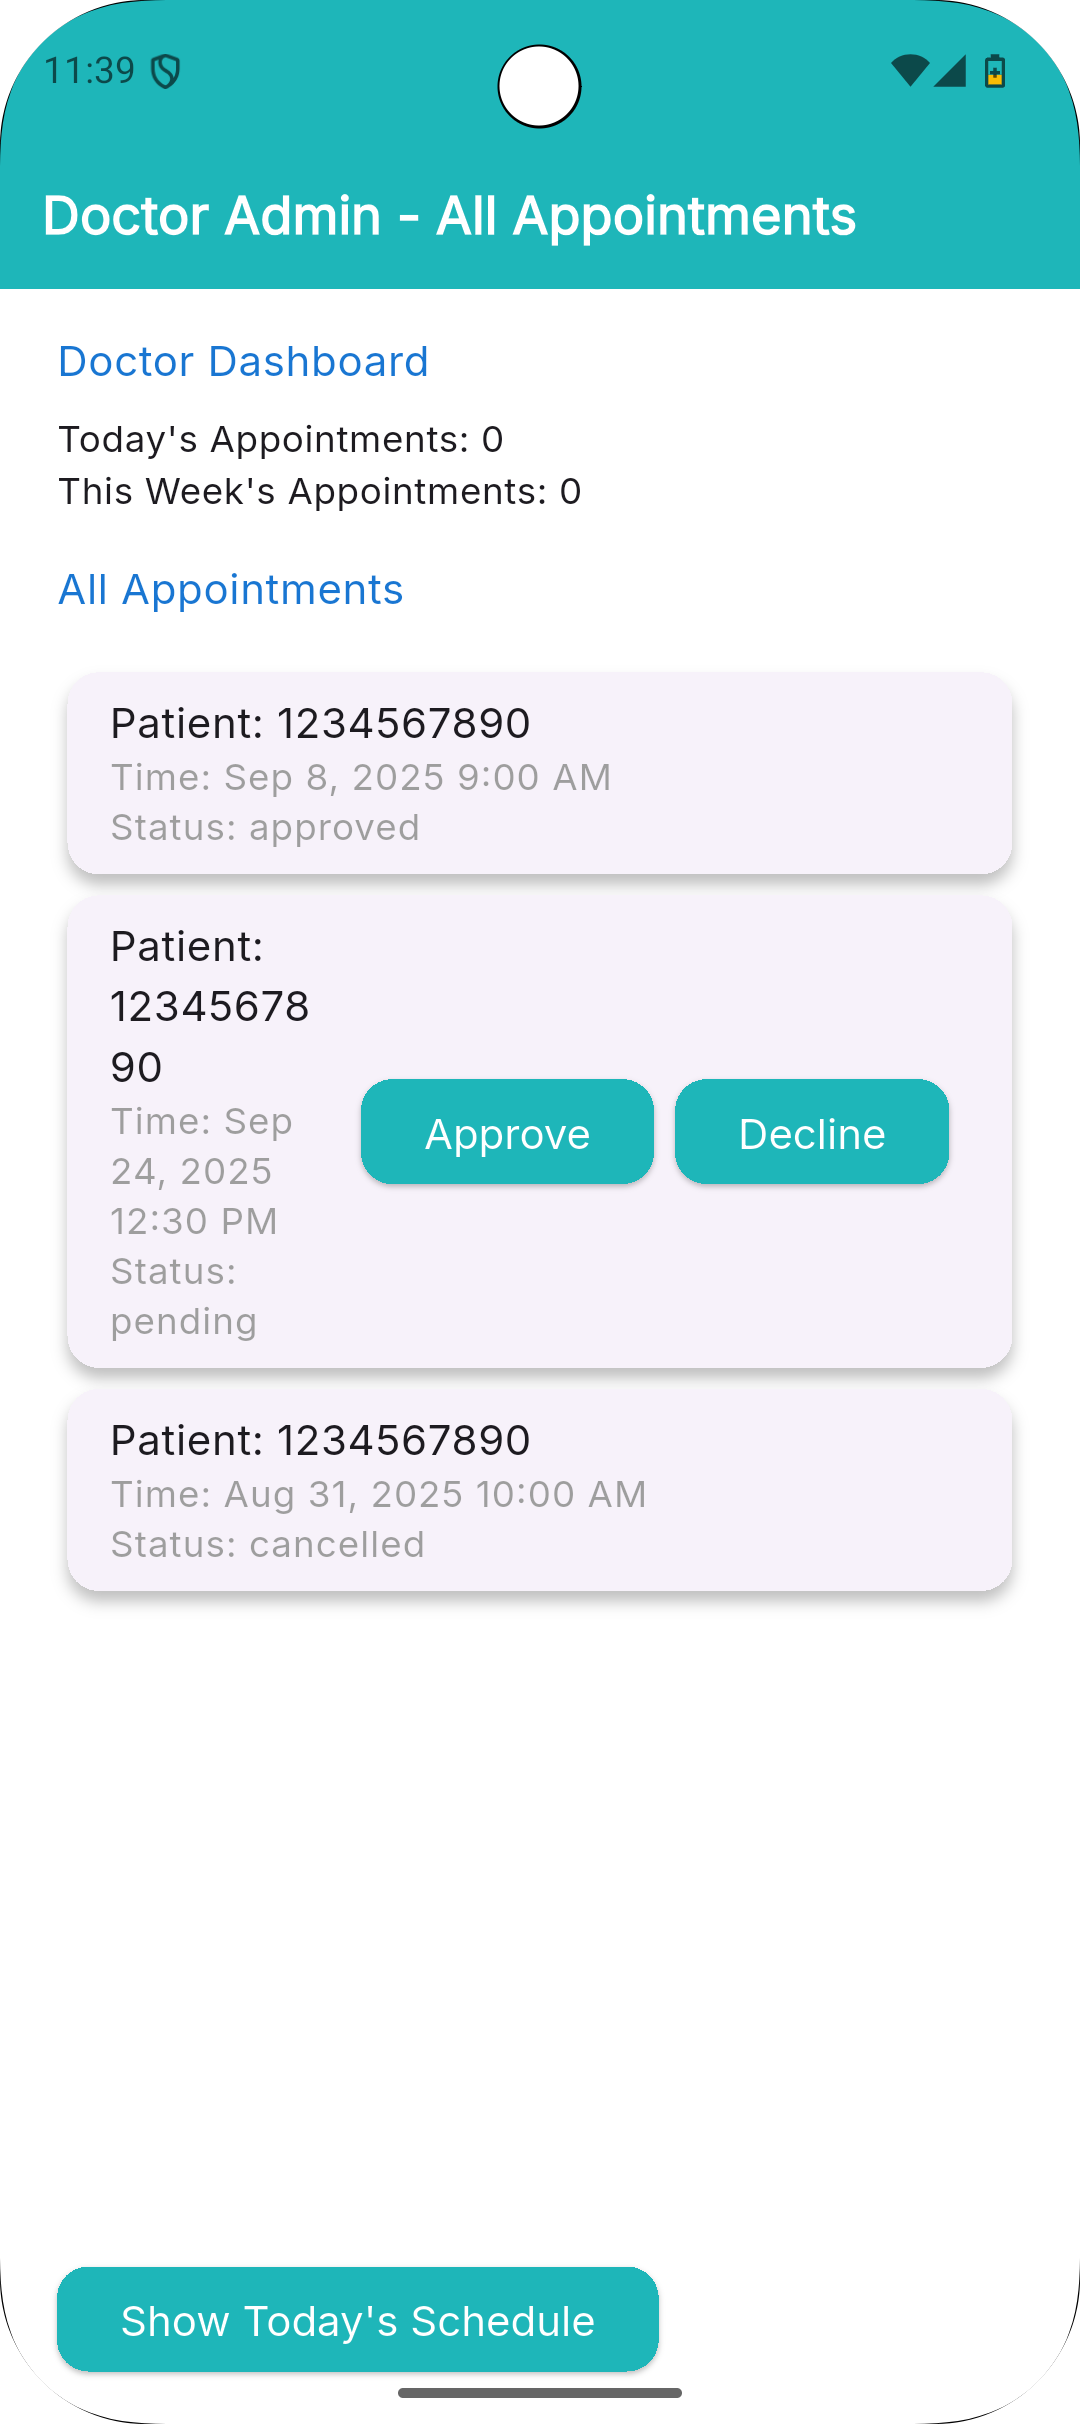 11:39
Doctor Admin - All Appointments
Doctor Dashboard
Today's Appointments: 0
This Week's Appointments: 0
All Appointments
Patient: 1234567890
Time: Sep 8, 2025 9:00 AM
Status: approved
Patient:
12345678
90
Time: Sep
24, 2025
12:30 PM
Status:
pending
Approve
Decline
Patient: 1234567890
Time: Aug 31, 2025 10:00 AM
Status: cancelled
Show Today's Schedule